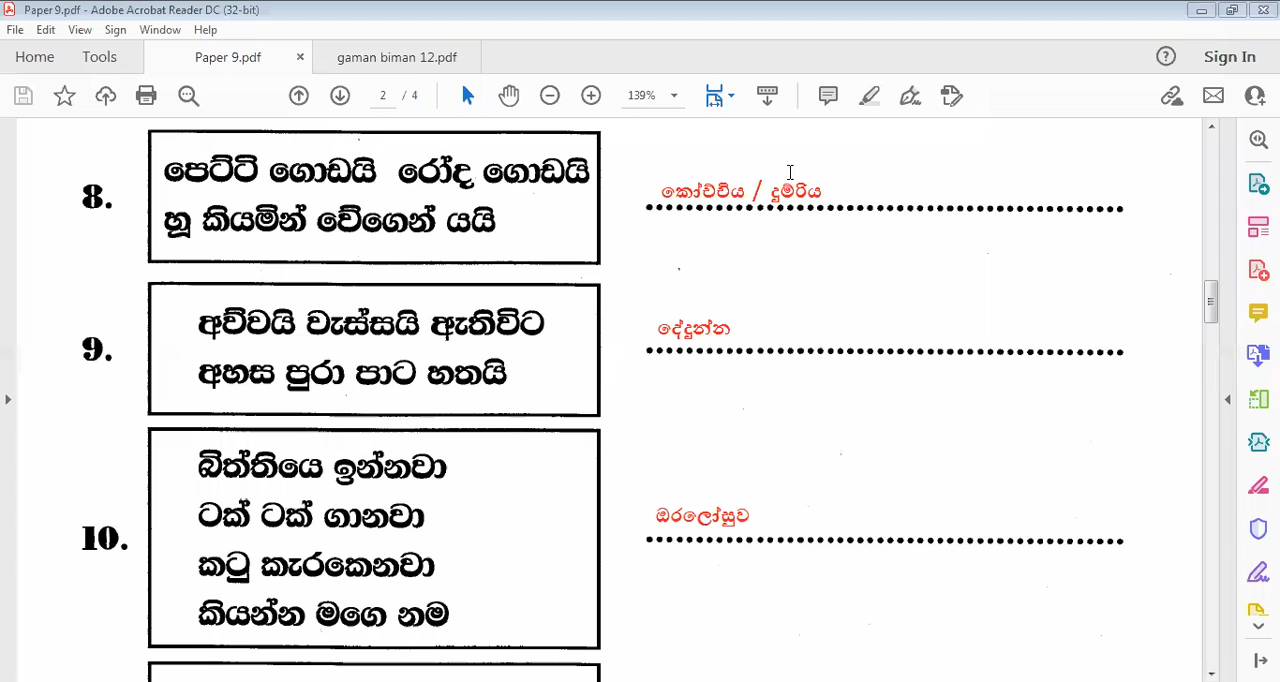 Paper 9.pdf - Adobe Acrobat Reader DC (32-bit)
File Edit View Sign Window Help
Home Tools Paper 9.pdf × gaman biman 12.pdf Sign In
2 / 4 139%
8. පෙට්ටි ගොඩයි රෝද ගොඩයි
හූ කියමින් වේගෙන් යයි
කෝච්චිය / දුම්රිය
9. අව්වයි වැස්සයි ඇතිවිට
අහස පුරා පාට හතයි
දේදුන්න
10. බිත්තියෙ ඉන්නවා
ටක් ටක් ගානවා
කටු කැරකෙනවා
කියන්න මගෙ නම
ඔරලෝසුව